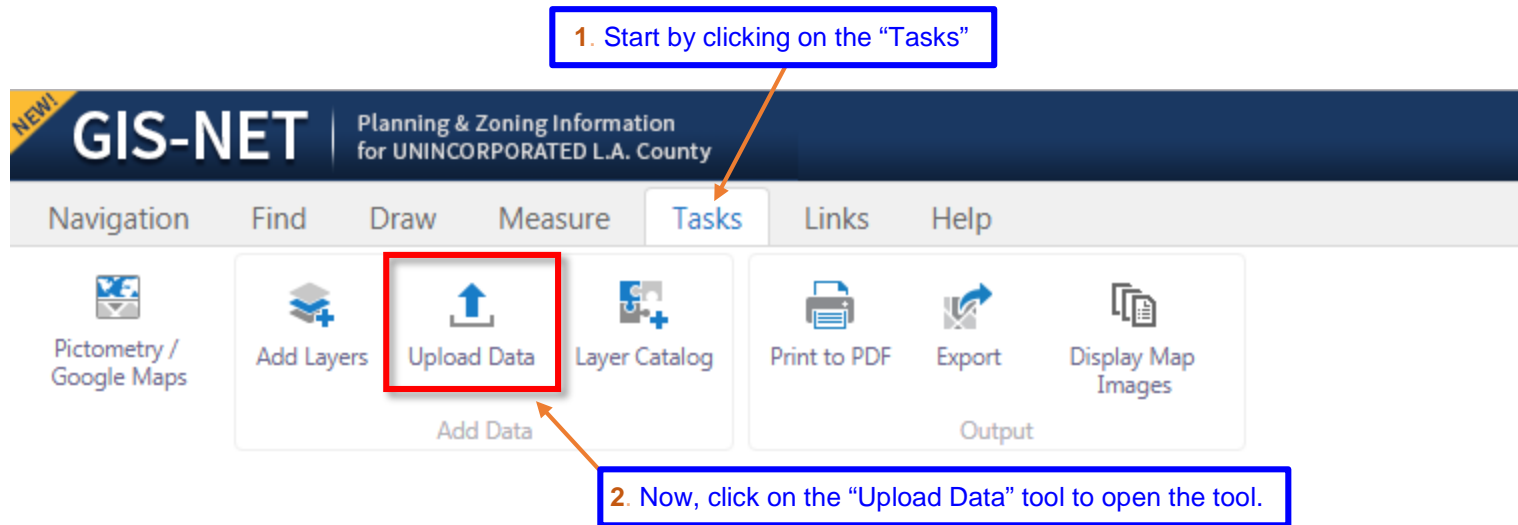 1. Start by clicking on the “Tasks”
NEW!
GIS-NET
Planning & Zoning Information
for UNINCORPORATED L.A. County
Navigation Find Draw Measure Tasks Links Help
Pictometry /
Google Maps
Add Layers
Upload Data
Layer Catalog
Add Data
Print to PDF
Export
Display Map
Images
Output
2. Now, click on the “Upload Data” tool to open the tool.